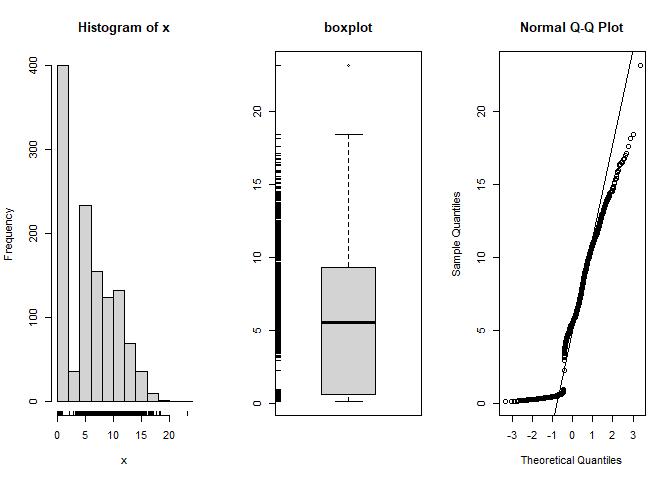 Histogram of x
Frequency
0
100
200
300
400
0 5 10 15 20
x
boxplot
0
5
10
15
20
Normal Q-Q Plot
Sample Quantiles
0
5
10
15
20
-3 -2 -1 0 1 2 3
Theoretical Quantiles